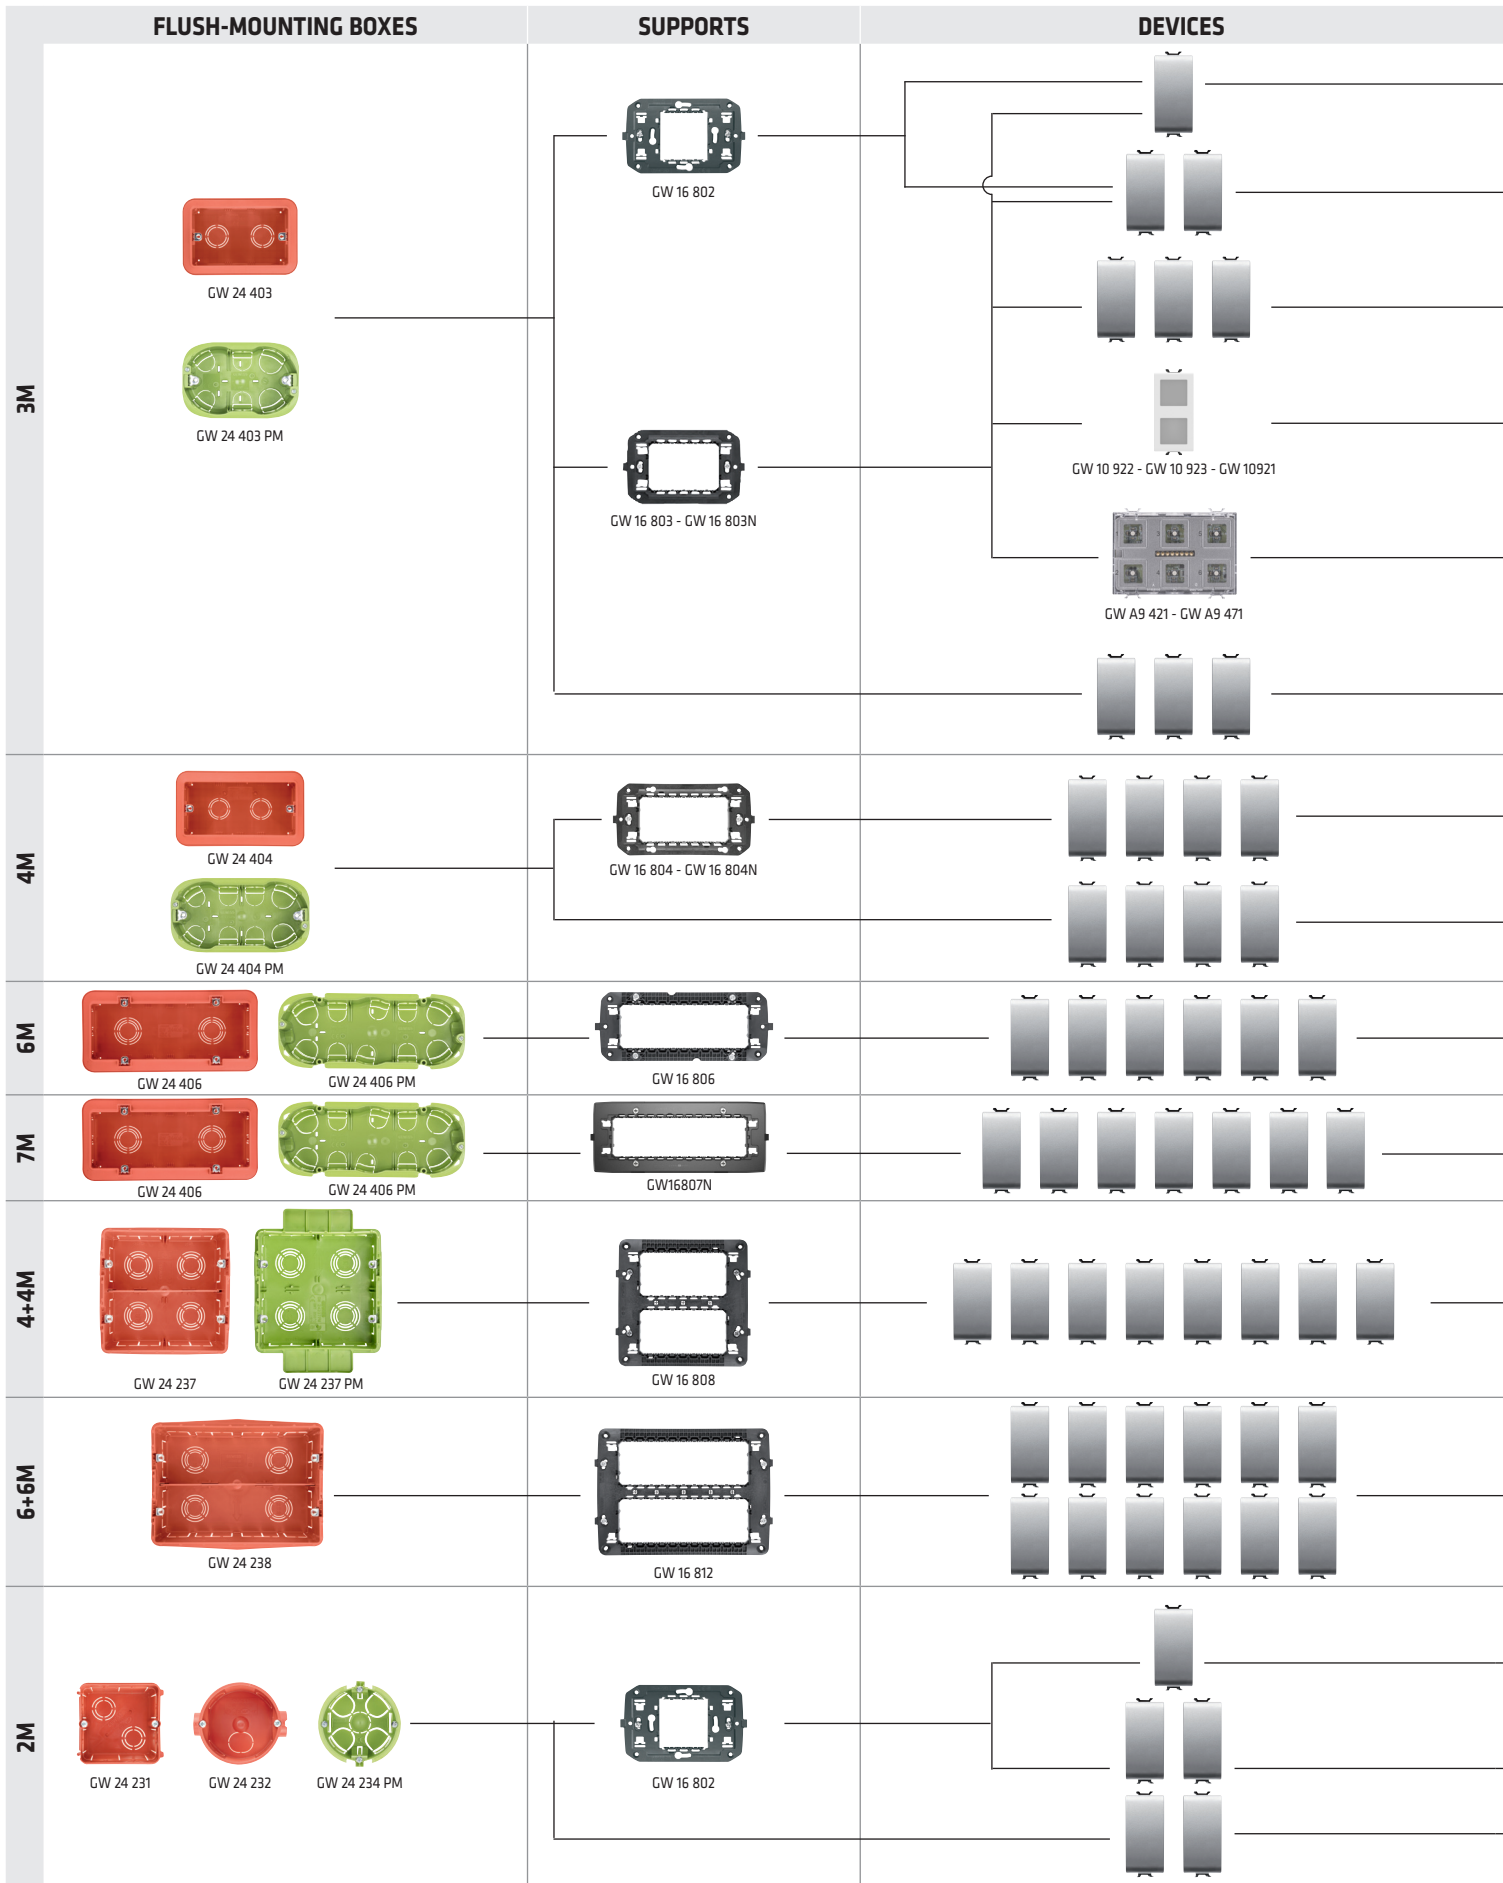 FLUSH-MOUNTING BOXES
SUPPORTS
DEVICES
3M
GW 24 403
GW 24 403 PM
GW 16 802
GW 16 803 - GW 16 803N
GW 10 922 - GW 10 923 - GW 10921
GW A9 421 - GW A9 471
4M
GW 24 404
GW 24 404 PM
GW 16 804 - GW 16 804N
6M
GW 24 406
GW 24 406 PM
GW 16 806
7M
GW 24 406
GW 24 406 PM
GW16807N
4+4M
GW 24 237
GW 24 237 PM
GW 16 808
6+6M
GW 24 238
GW 16 812
2M
GW 24 231
GW 24 232
GW 24 234 PM
GW 16 802